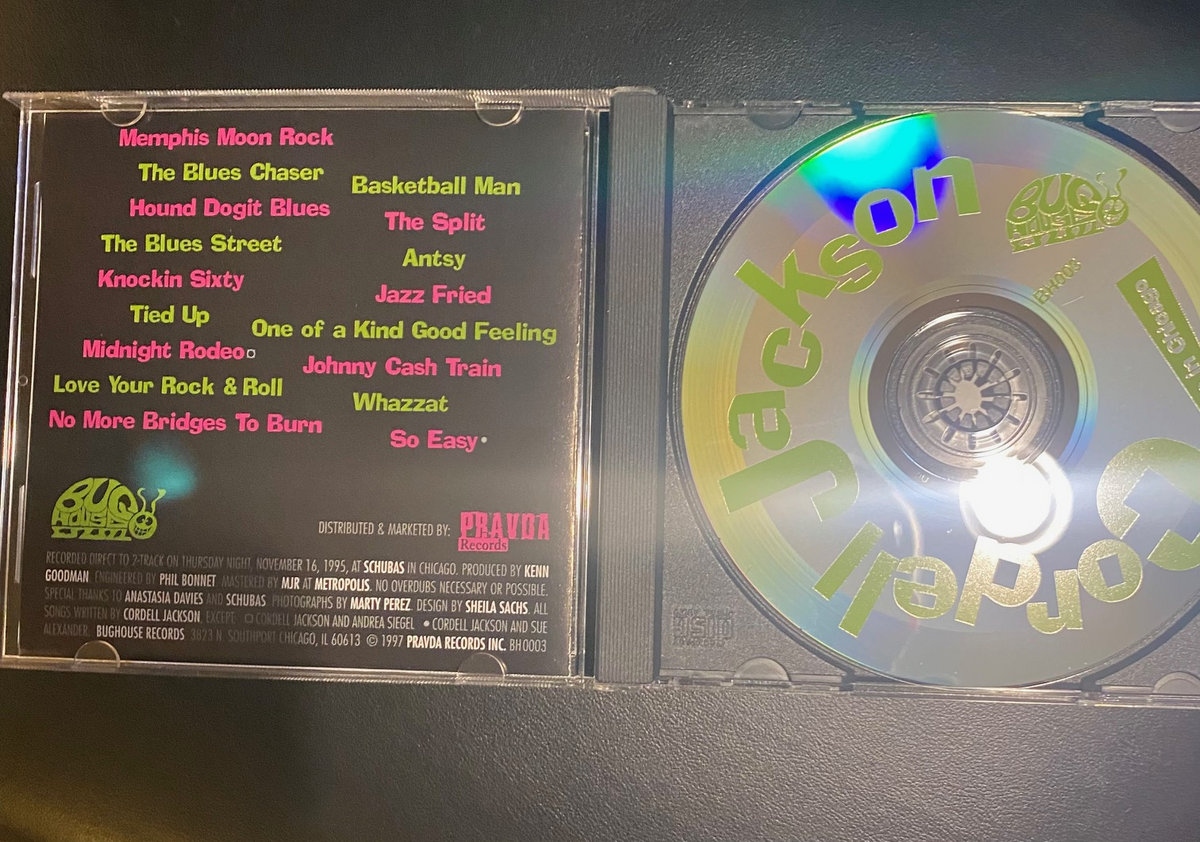 Memphis Moon Rock
The Blues Chaser
Hound Dogit Blues
The Blues Street
Knockin Sixty
Tied Up
Midnight Rodeo
Love Your Rock & Roll
No More Bridges To Burn
Basketball Man
The Split
Antsy
Jazz Fried
One of a Kind Good Feeling
Johnny Cash Train
Whazzat
So Easy•
BUG
HOUSE
DISTRIBUTED & MARKETED BY:
PRAVDA
Records
RECORDED DIRECT TO 2-TRACK ON THURSDAY NIGHT, NOVEMBER 16, 1995, AT SCHUBAS IN CHICAGO. PRODUCED BY KENN
GOODMAN. ENGINEERED BY PHIL BONNET. MASTERED BY MJR AT METROPOLIS. NO OVERDUBS NECESSARY OR POSSIBLE.
SPECIAL THANKS TO ANASTASIA DAVIES AND SCHUBAS. PHOTOGRAPHS BY MARTY PEREZ. DESIGN BY SHEILA SACHS. ALL
SONGS WRITTEN BY CORDELL JACKSON, EXCEPT: □ CORDELL JACKSON AND ANDREA SIEGEL • CORDELL JACKSON AND SUE
ALEXANDER. BUGHOUSE RECORDS 3823 N. SOUTHPORT CHICAGO, IL 60613 © 1997 PRAVDA RECORDS INC. BH0003
Cordell Jackson
BUG
HOUSE
BH003
in Chicago